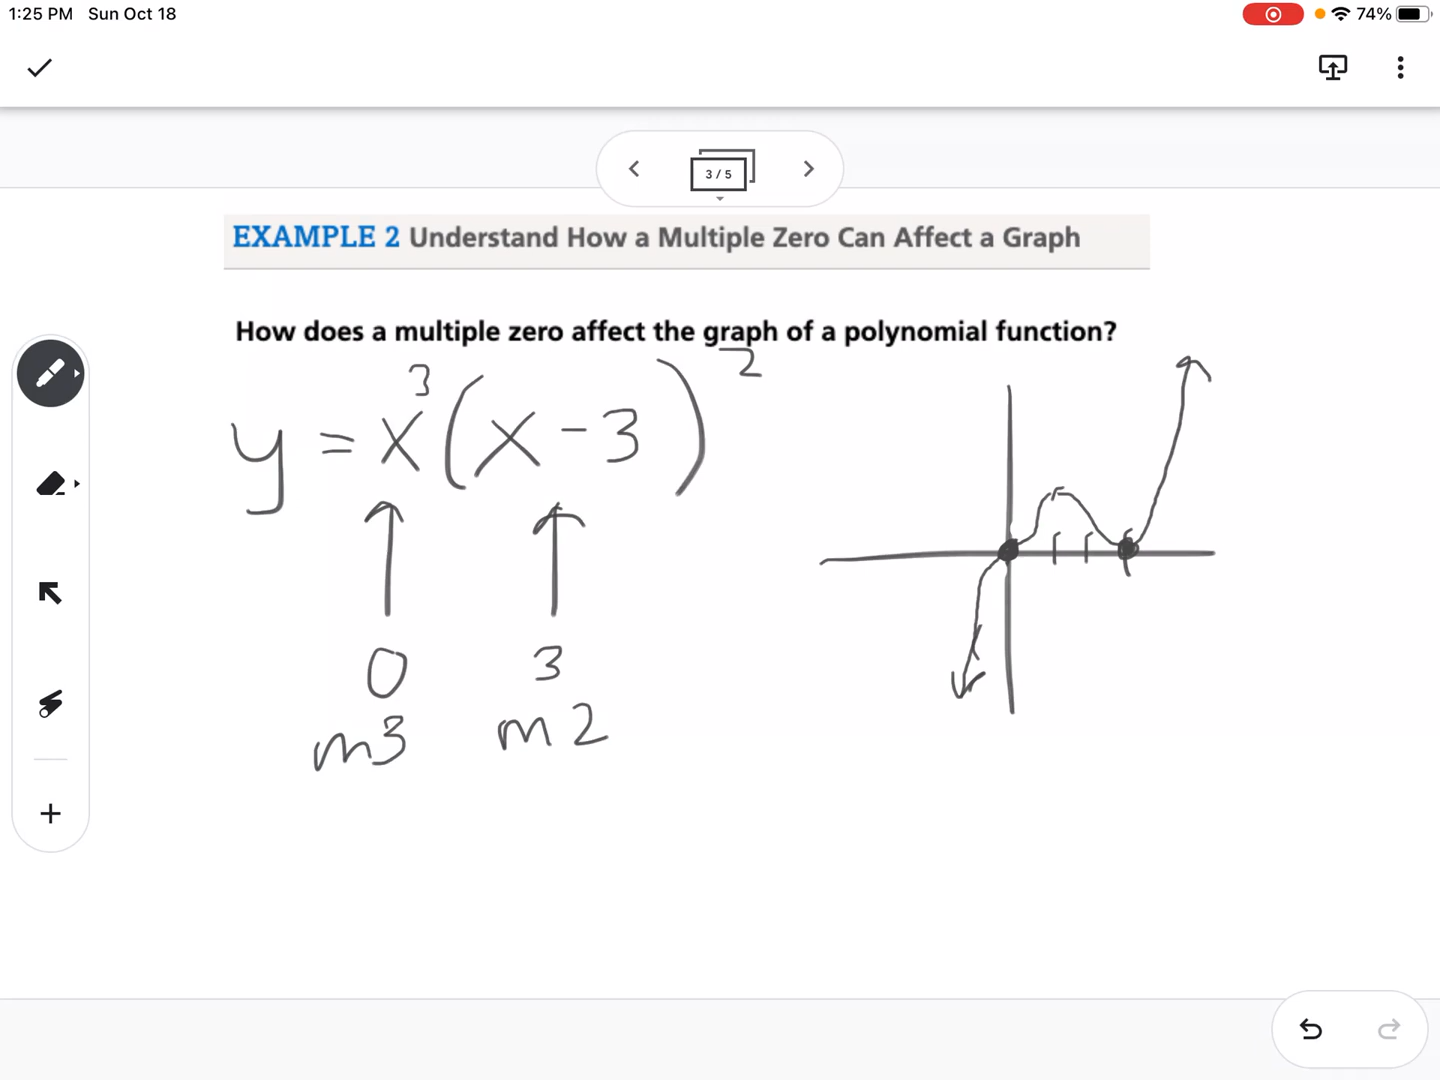 1:25 PM Sun Oct 18 74%
3 / 5
EXAMPLE 2 Understand How a Multiple Zero Can Affect a Graph
How does a multiple zero affect the graph of a polynomial function?
y = x³(x - 3)²
0 3
m3 m2